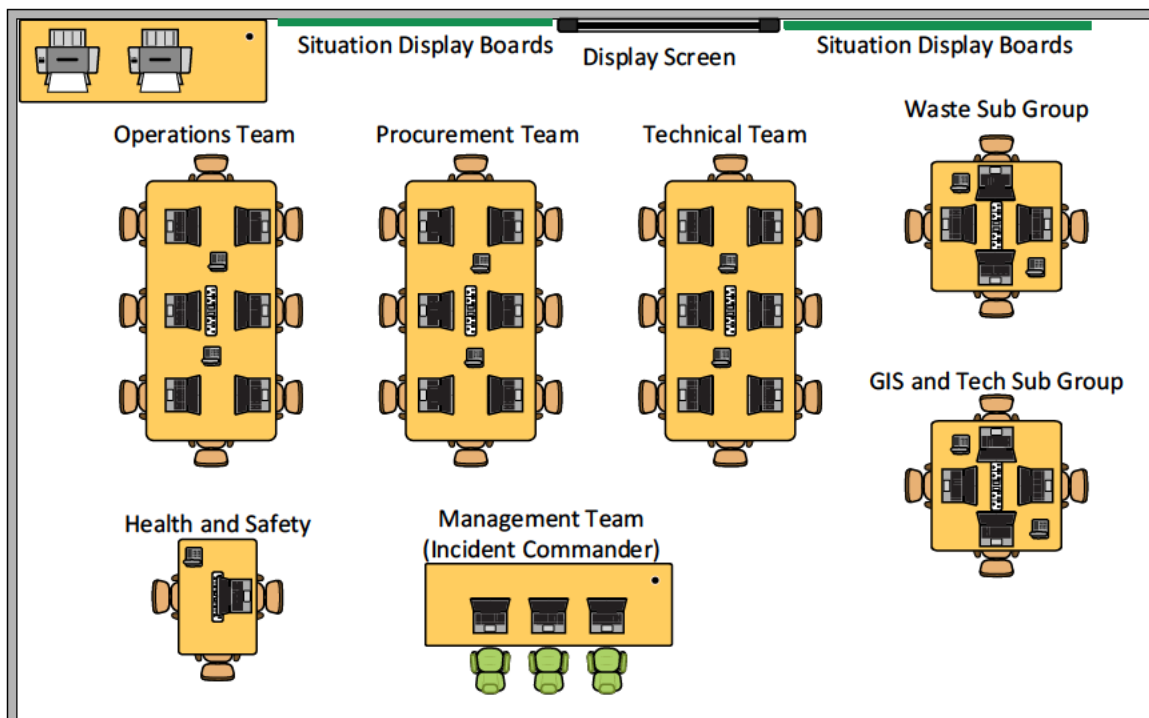 Situation Display Boards
Display Screen
Situation Display Boards
Operations Team
Procurement Team
Technical Team
Waste Sub Group
GIS and Tech Sub Group
Health and Safety
Management Team
(Incident Commander)